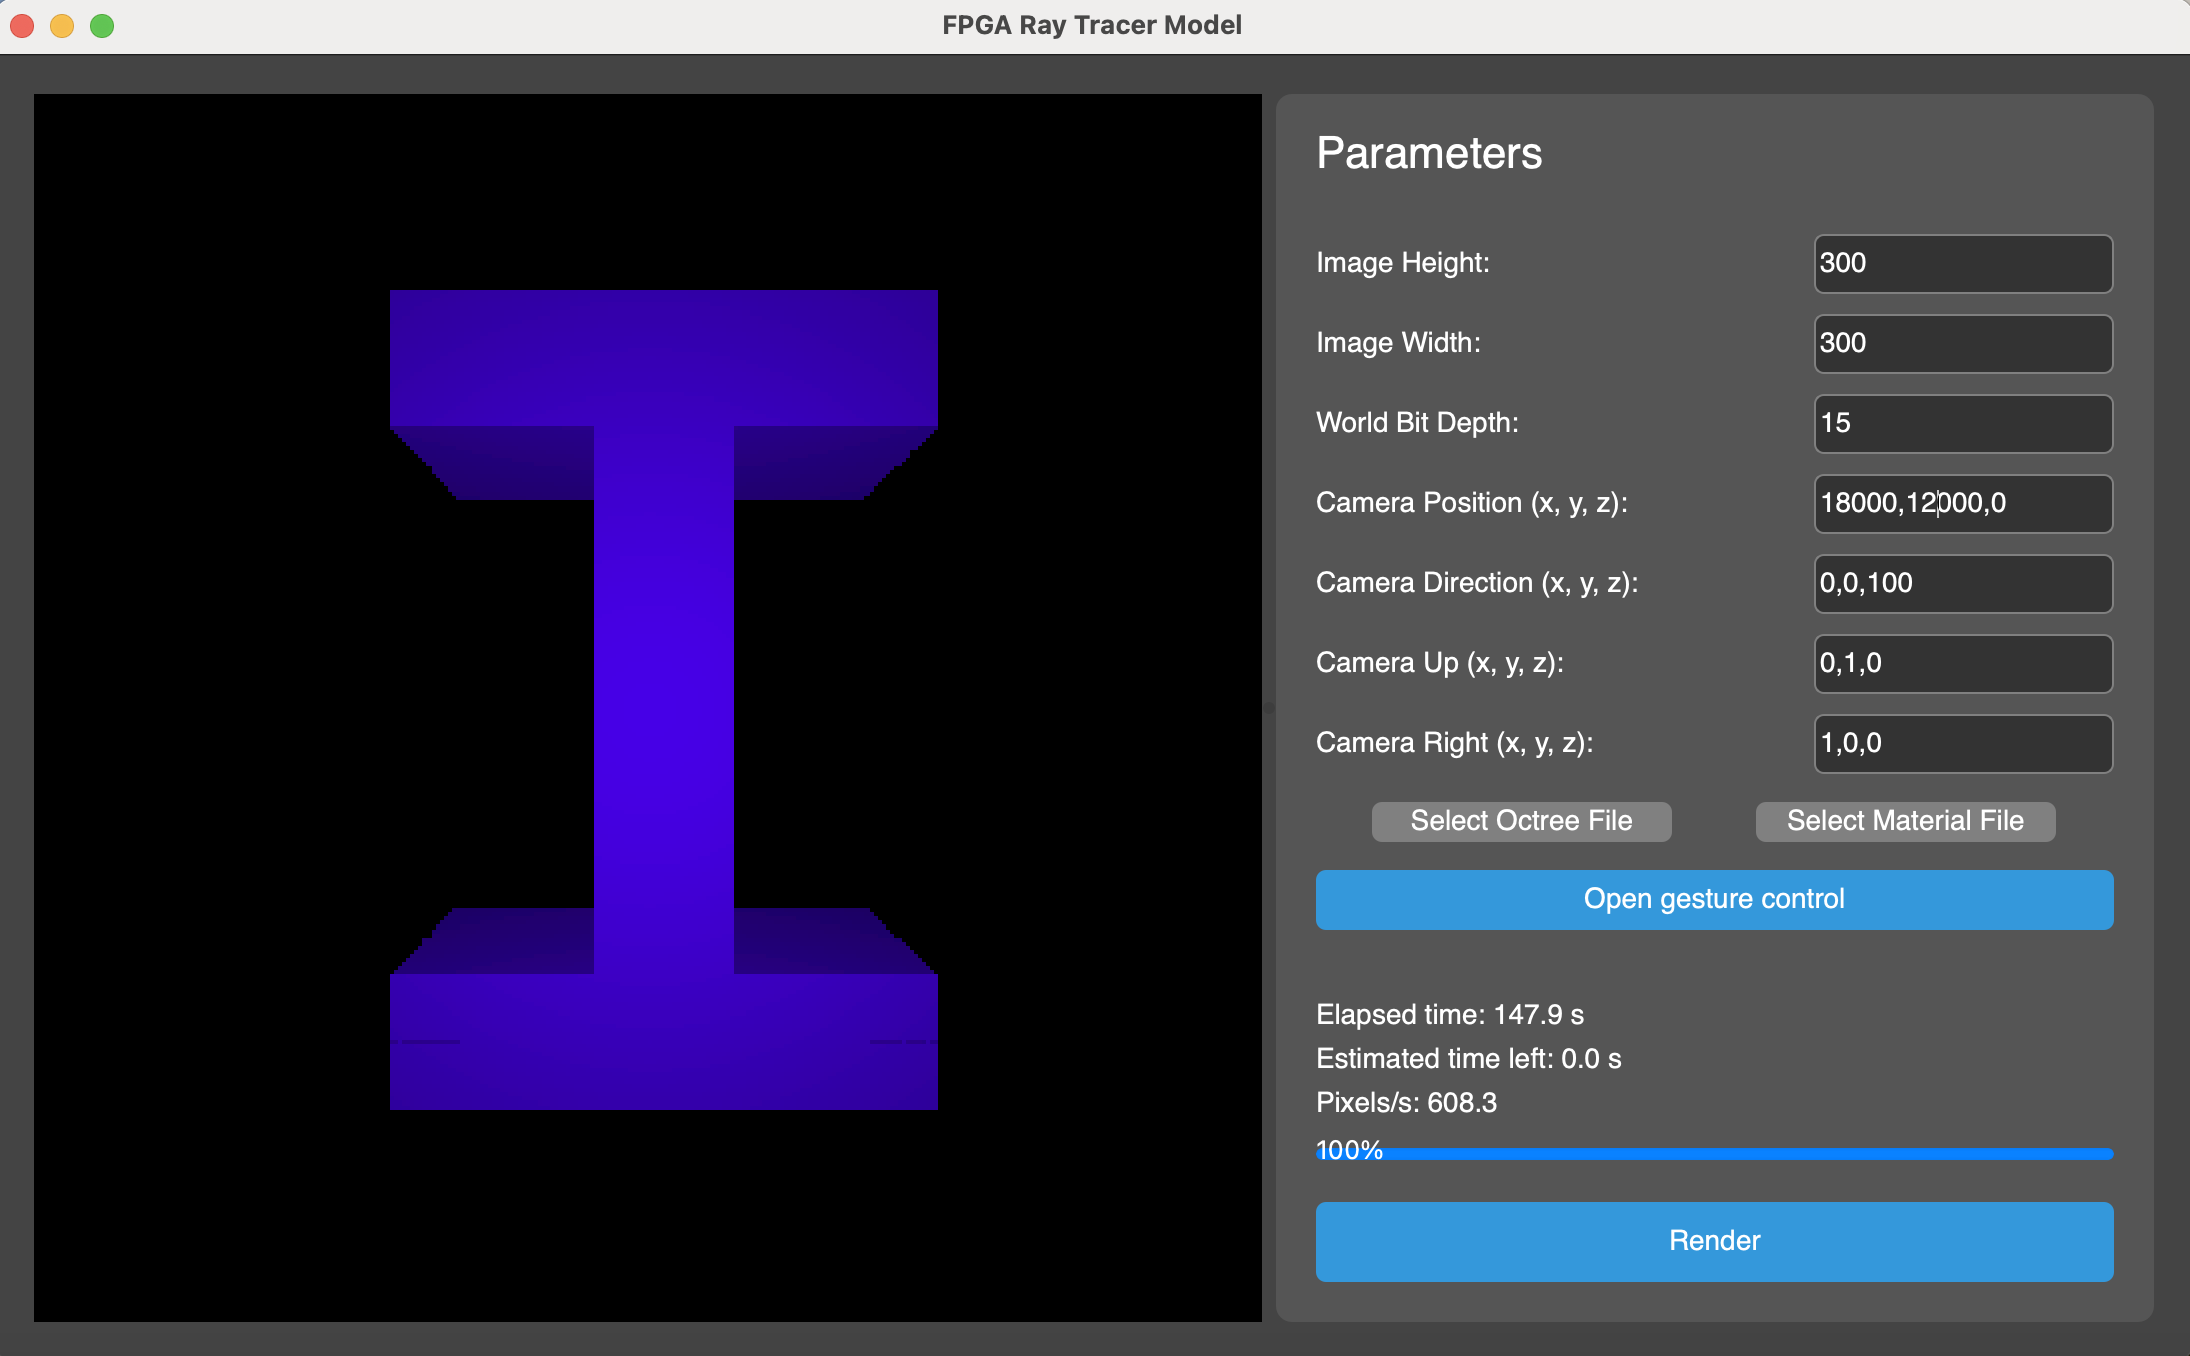 FPGA Ray Tracer Model
Parameters
Image Height: 300
Image Width: 300
World Bit Depth: 15
Camera Position (x, y, z): 18000,12000,0
Camera Direction (x, y, z): 0,0,100
Camera Up (x, y, z): 0,1,0
Camera Right (x, y, z): 1,0,0
Select Octree File Select Material File
Open gesture control
Elapsed time: 147.9 s
Estimated time left: 0.0 s
Pixels/s: 608.3
100%
Render